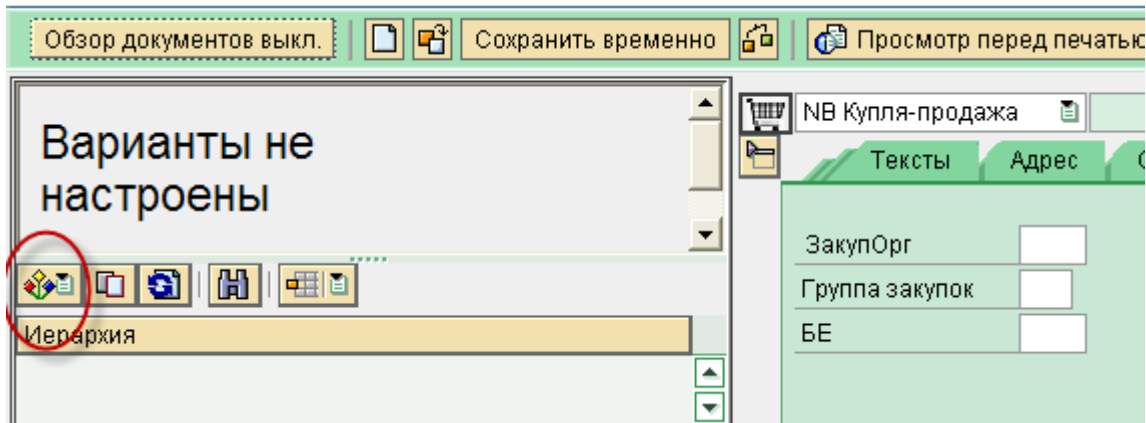 Обзор документов выкл.
Сохранить временно
Просмотр перед печатью
Варианты не
настроены
Иерархия
NB Купля-продажа
Тексты
Адрес
ЗакупОрг
Группа закупок
БЕ